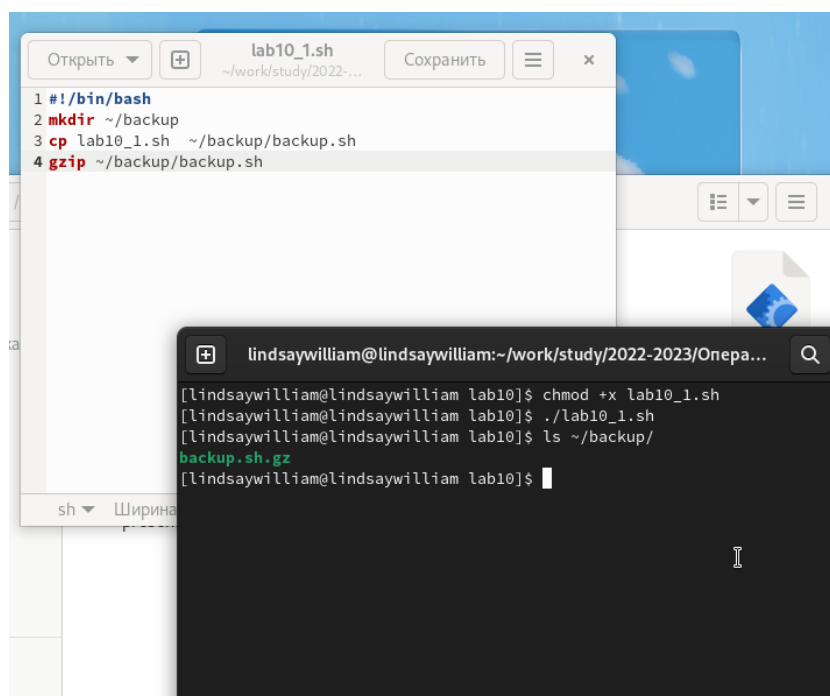 Открыть
lab10_1.sh
~/work/study/2022-...
Сохранить
1 #!/bin/bash
2 mkdir ~/backup
3 cp lab10_1.sh  ~/backup/backup.sh
4 gzip ~/backup/backup.sh
lindsaywilliam@lindsaywilliam:~/work/study/2022-2023/Опера...
[lindsaywilliam@lindsaywilliam lab10]$ chmod +x lab10_1.sh
[lindsaywilliam@lindsaywilliam lab10]$ ./lab10_1.sh
[lindsaywilliam@lindsaywilliam lab10]$ ls ~/backup/
backup.sh.gz
[lindsaywilliam@lindsaywilliam lab10]$
sh Ширина